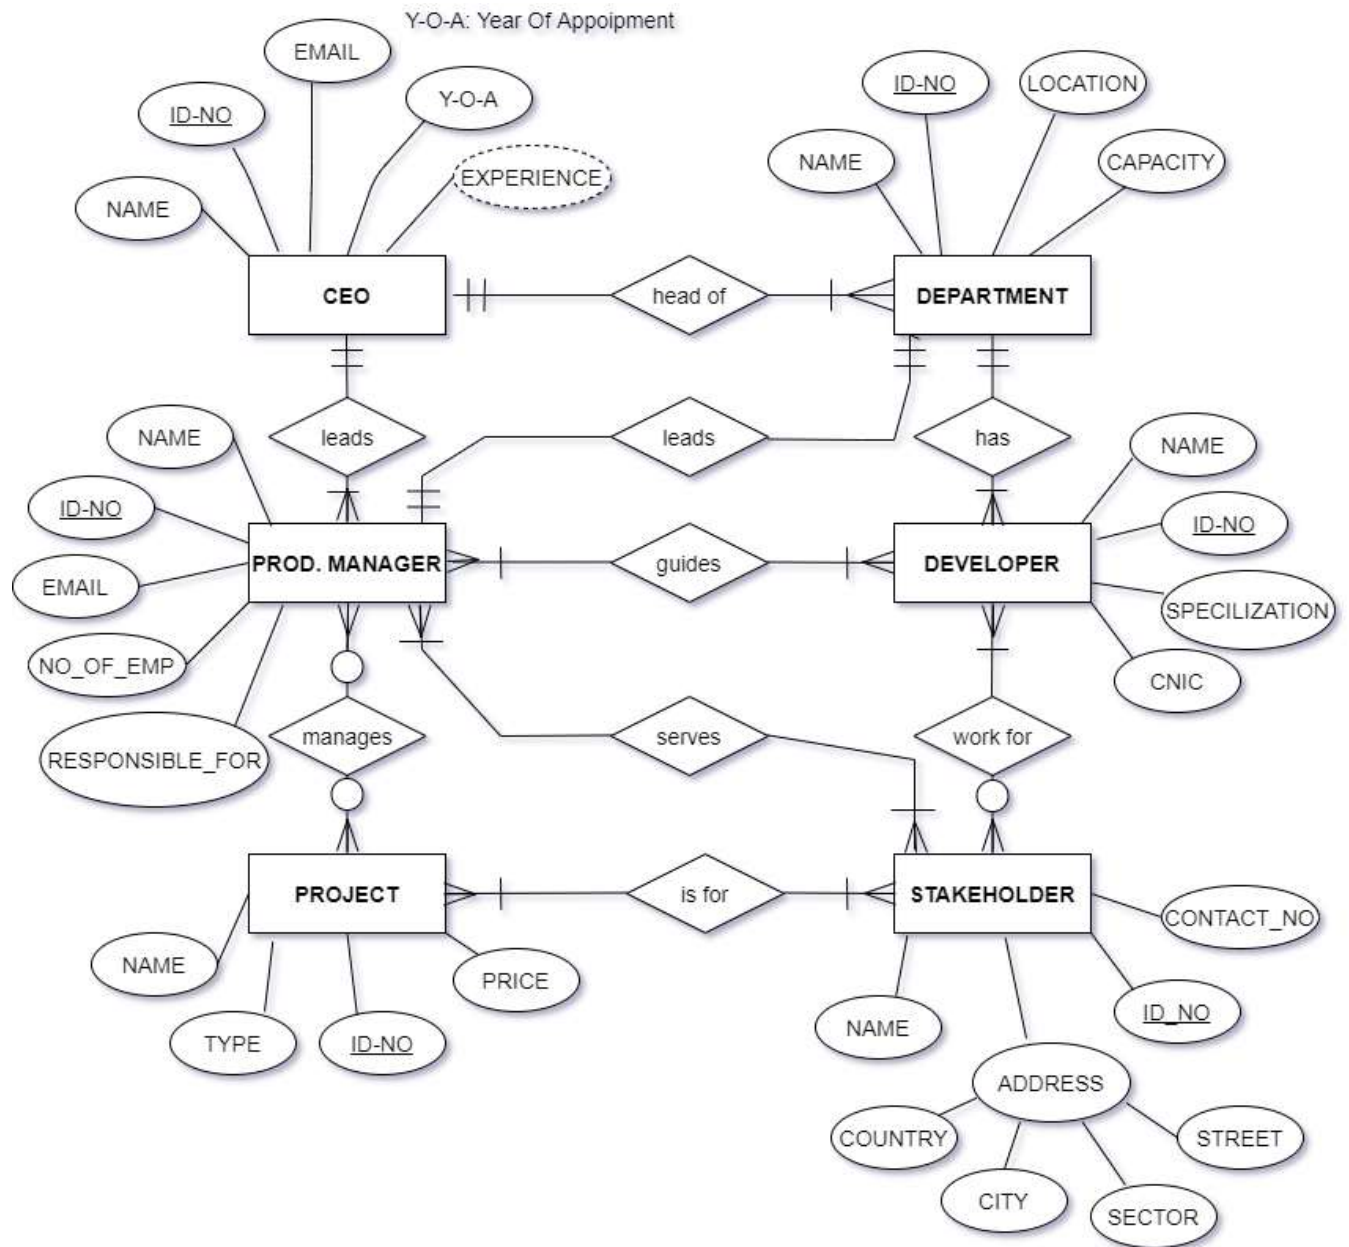 Y-O-A: Year Of Appoipment
EMAIL
ID-NO
Y-O-A
EXPERIENCE
NAME
ID-NO
LOCATION
NAME
CAPACITY
CEO
head of
DEPARTMENT
NAME
leads
leads
has
NAME
ID-NO
ID-NO
PROD. MANAGER
guides
DEVELOPER
EMAIL
SPECILIZATION
NO_OF_EMP
CNIC
RESPONSIBLE_FOR
manages
serves
work for
PROJECT
is for
STAKEHOLDER
CONTACT_NO
NAME
PRICE
TYPE
ID-NO
NAME
ID_NO
ADDRESS
COUNTRY
STREET
CITY
SECTOR